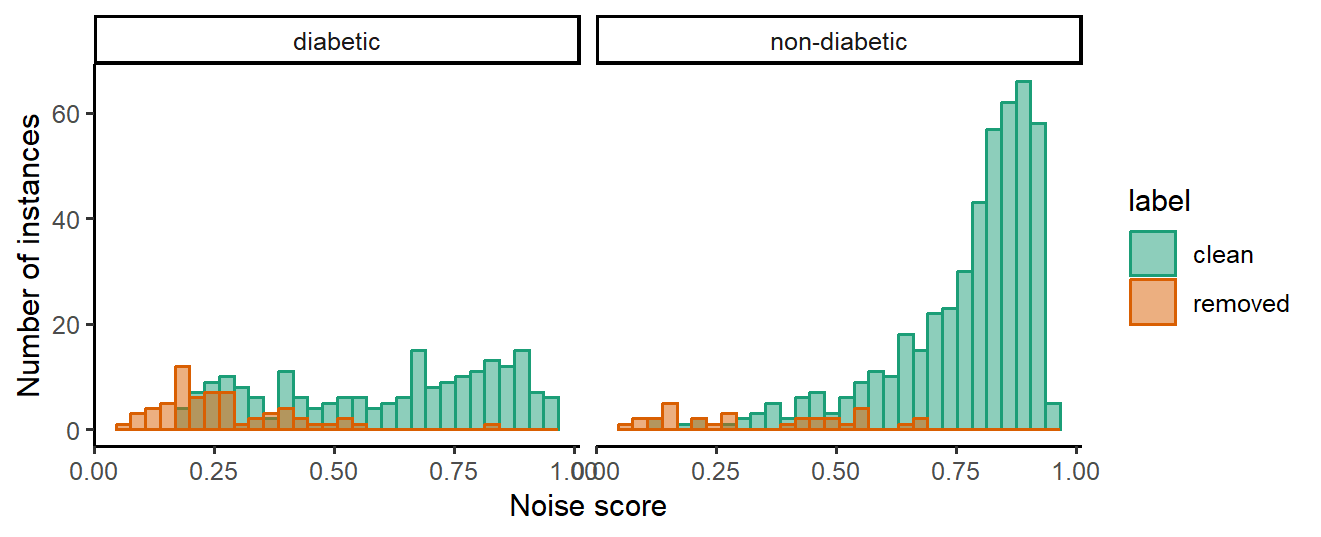 diabetic
non-diabetic
Number of instances
60
40
20
0
0.00
0.25
0.50
0.75
1.00
0.00
0.25
0.50
0.75
1.00
Noise score
label
clean
removed